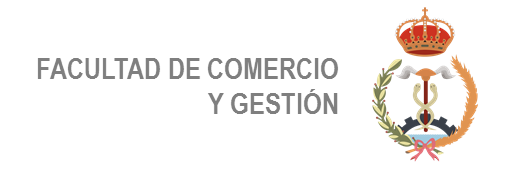 FACULTAD DE COMERCIO
Y GESTIÓN